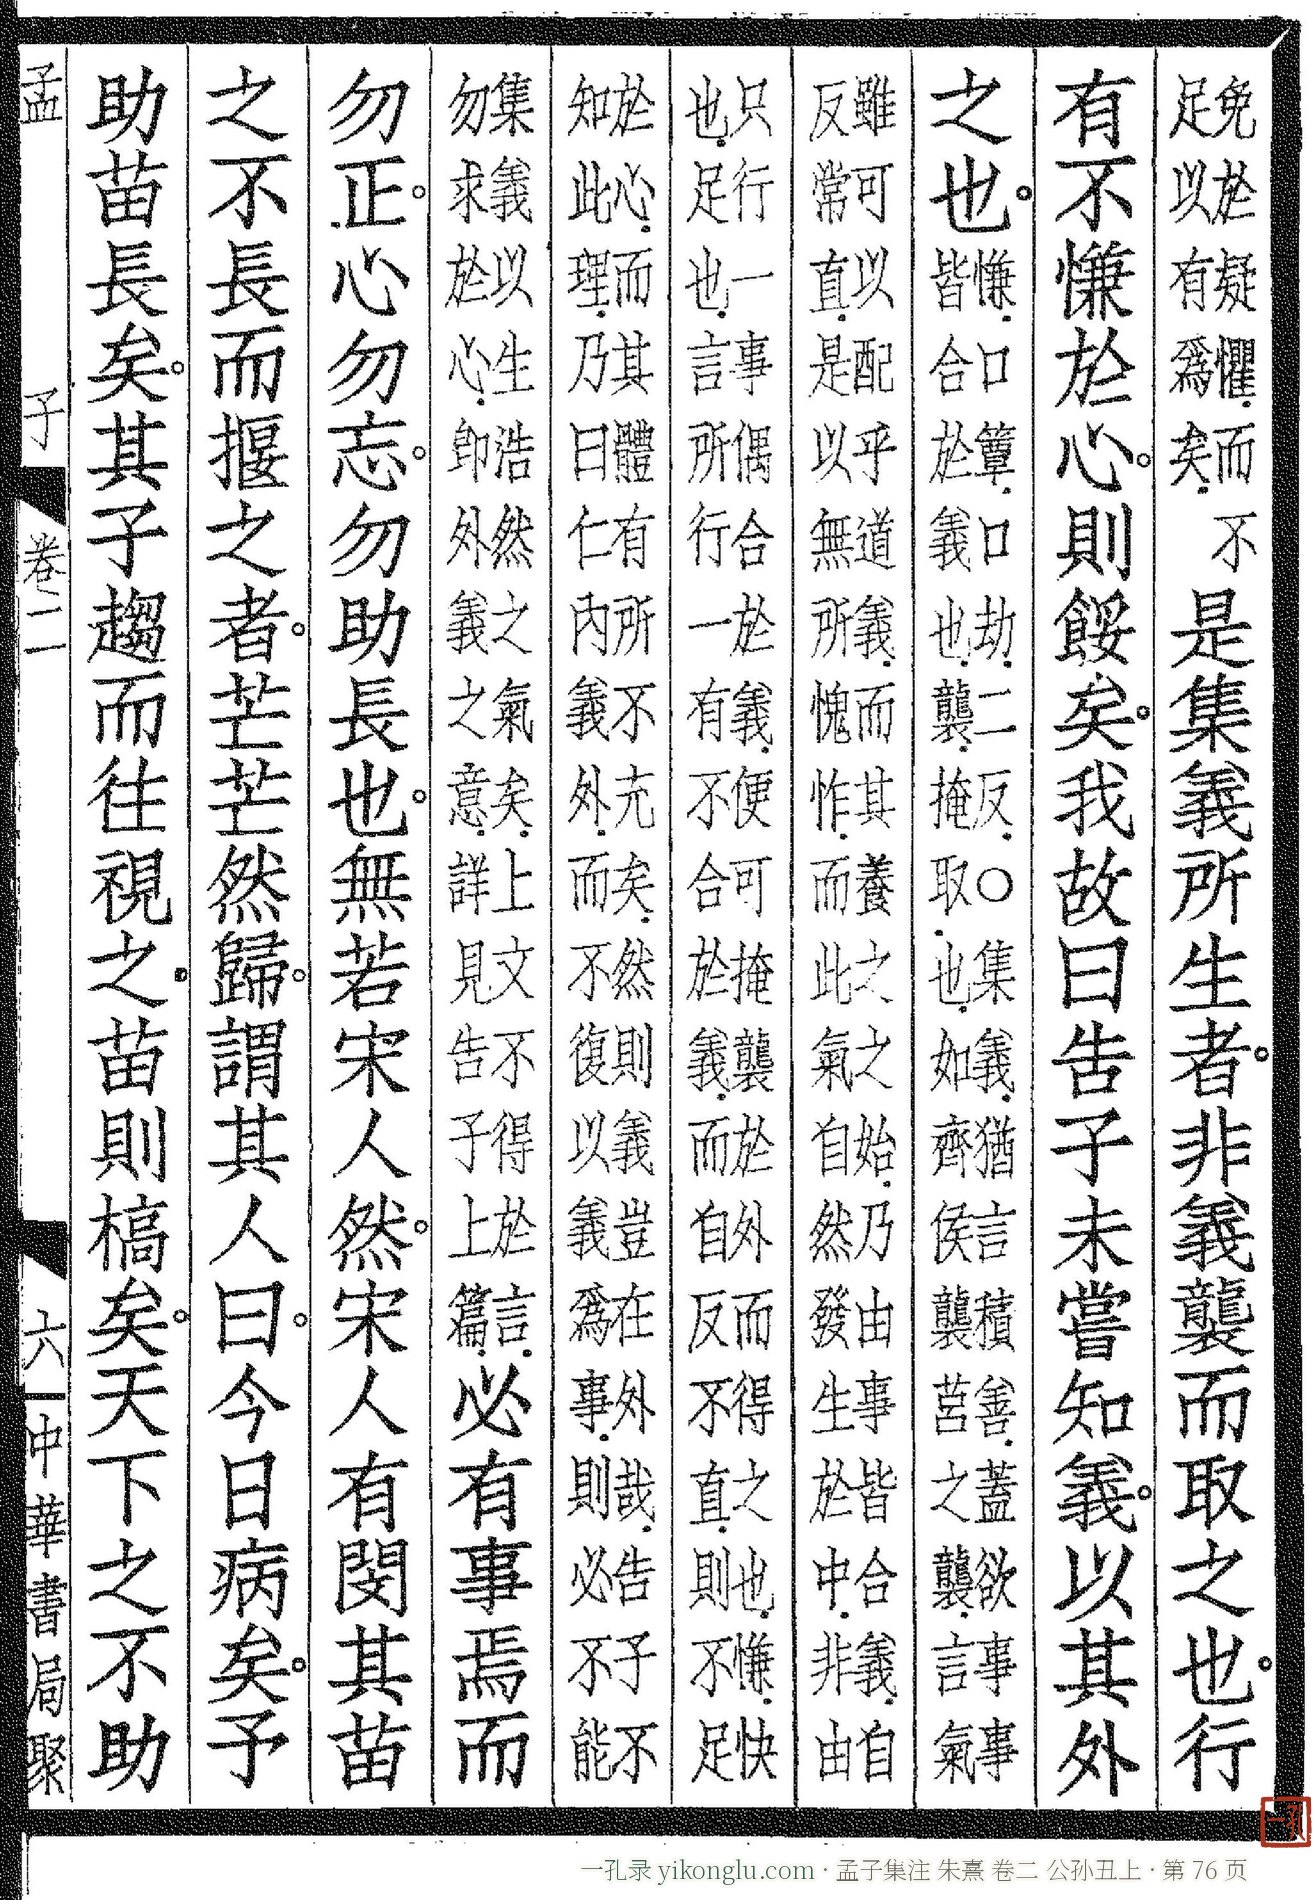 免於疑懼．而不
足以有爲矣．
是集義所生者。非義襲而取之也。行
有不慊於心。則餒矣。我故曰告子未嘗知義。以其外
之也。
慊．口簟．口劫．二反．○集義．猶言積善．蓋欲事事
皆合於義也．襲．掩取．也．如齊侯襲莒之襲．言氣
雖可以配乎道義．而其養之之始．乃由事皆合義．自
反常直．是以無所愧怍．而此氣自然發生於中．非由
只行一事偶合於義．便可掩襲於外而得之也．慊．快
也．足也．言所行一有不合於義．而自反不直．則不足
於心．而其體有所不充矣．然則義豈在外哉．告子不
知此理．乃曰仁內義外．而不復以義爲事．則必不能
集義以生浩然之氣矣．上文不得於言．
勿求於心．卽外義之意．詳見告子上篇．
必有事焉而
勿正。心勿忘。勿助長也。無若宋人然。宋人有閔其苗
之不長而揠之者。芒芒然歸。謂其人曰。今日病矣。予
助苗長矣。其子趨而往視之。苗則槁矣。天下之不助
孟 子 卷二 六 中華書局聚
一孔
一孔录 yikonglu.com · 孟子集注 朱熹 卷二 公孙丑上 · 第 76 页